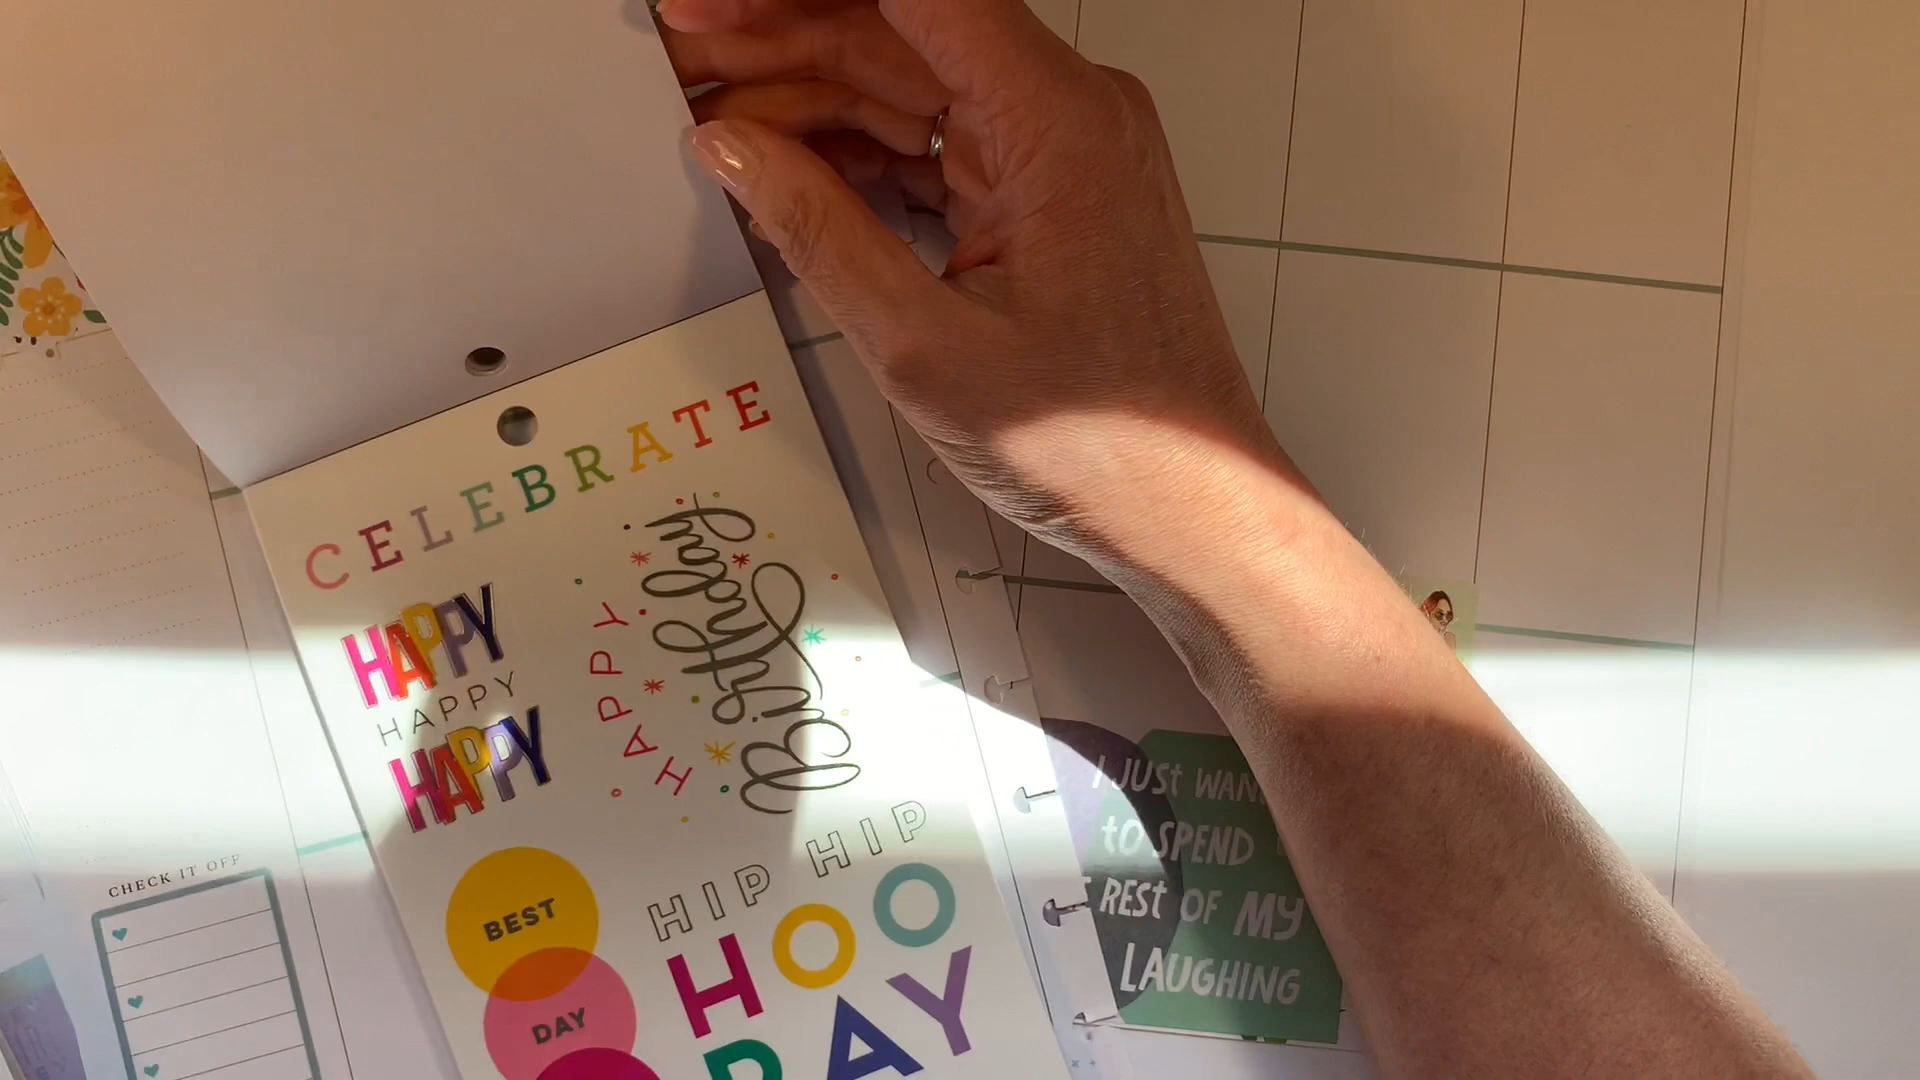 CELEBRATE
HAPPY
HAPPY
HAPPY
HAPPY
Birthday
HIP HIP
HOO
RAY
BEST
DAY
CHECK IT OFF
I JUST WAN
to SPEND
REST OF MY
LAUGHING